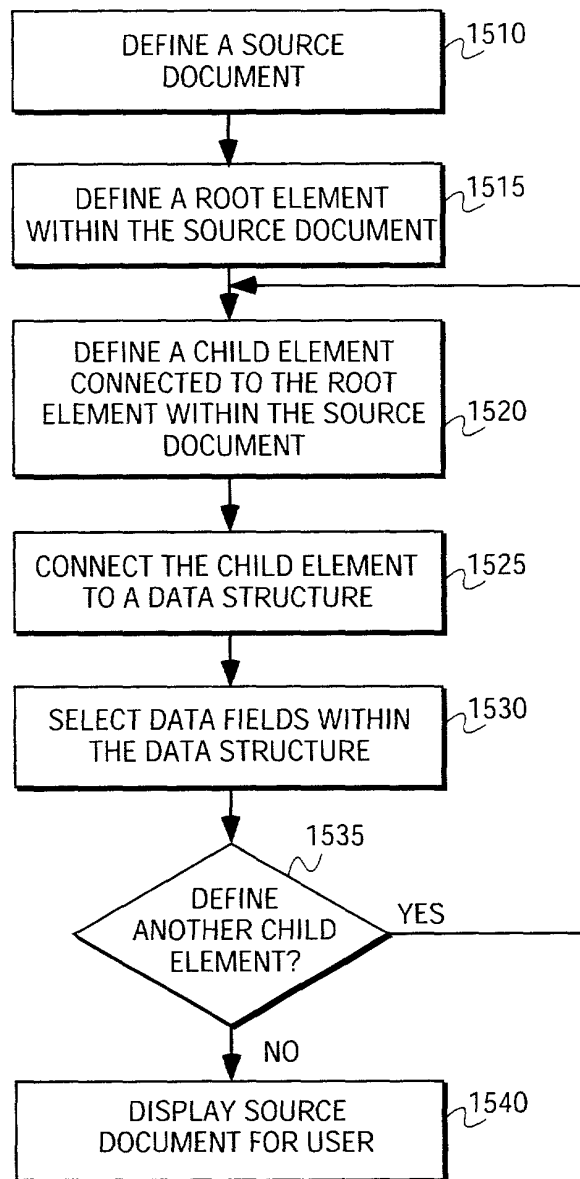 DEFINE A SOURCE
DOCUMENT
1510
DEFINE A ROOT ELEMENT
WITHIN THE SOURCE DOCUMENT
1515
DEFINE A CHILD ELEMENT
CONNECTED TO THE ROOT
ELEMENT WITHIN THE SOURCE
DOCUMENT
1520
CONNECT THE CHILD ELEMENT
TO A DATA STRUCTURE
1525
SELECT DATA FIELDS WITHIN
THE DATA STRUCTURE
1530
1535
DEFINE
ANOTHER CHILD
ELEMENT?
YES
NO
DISPLAY SOURCE
DOCUMENT FOR USER
1540